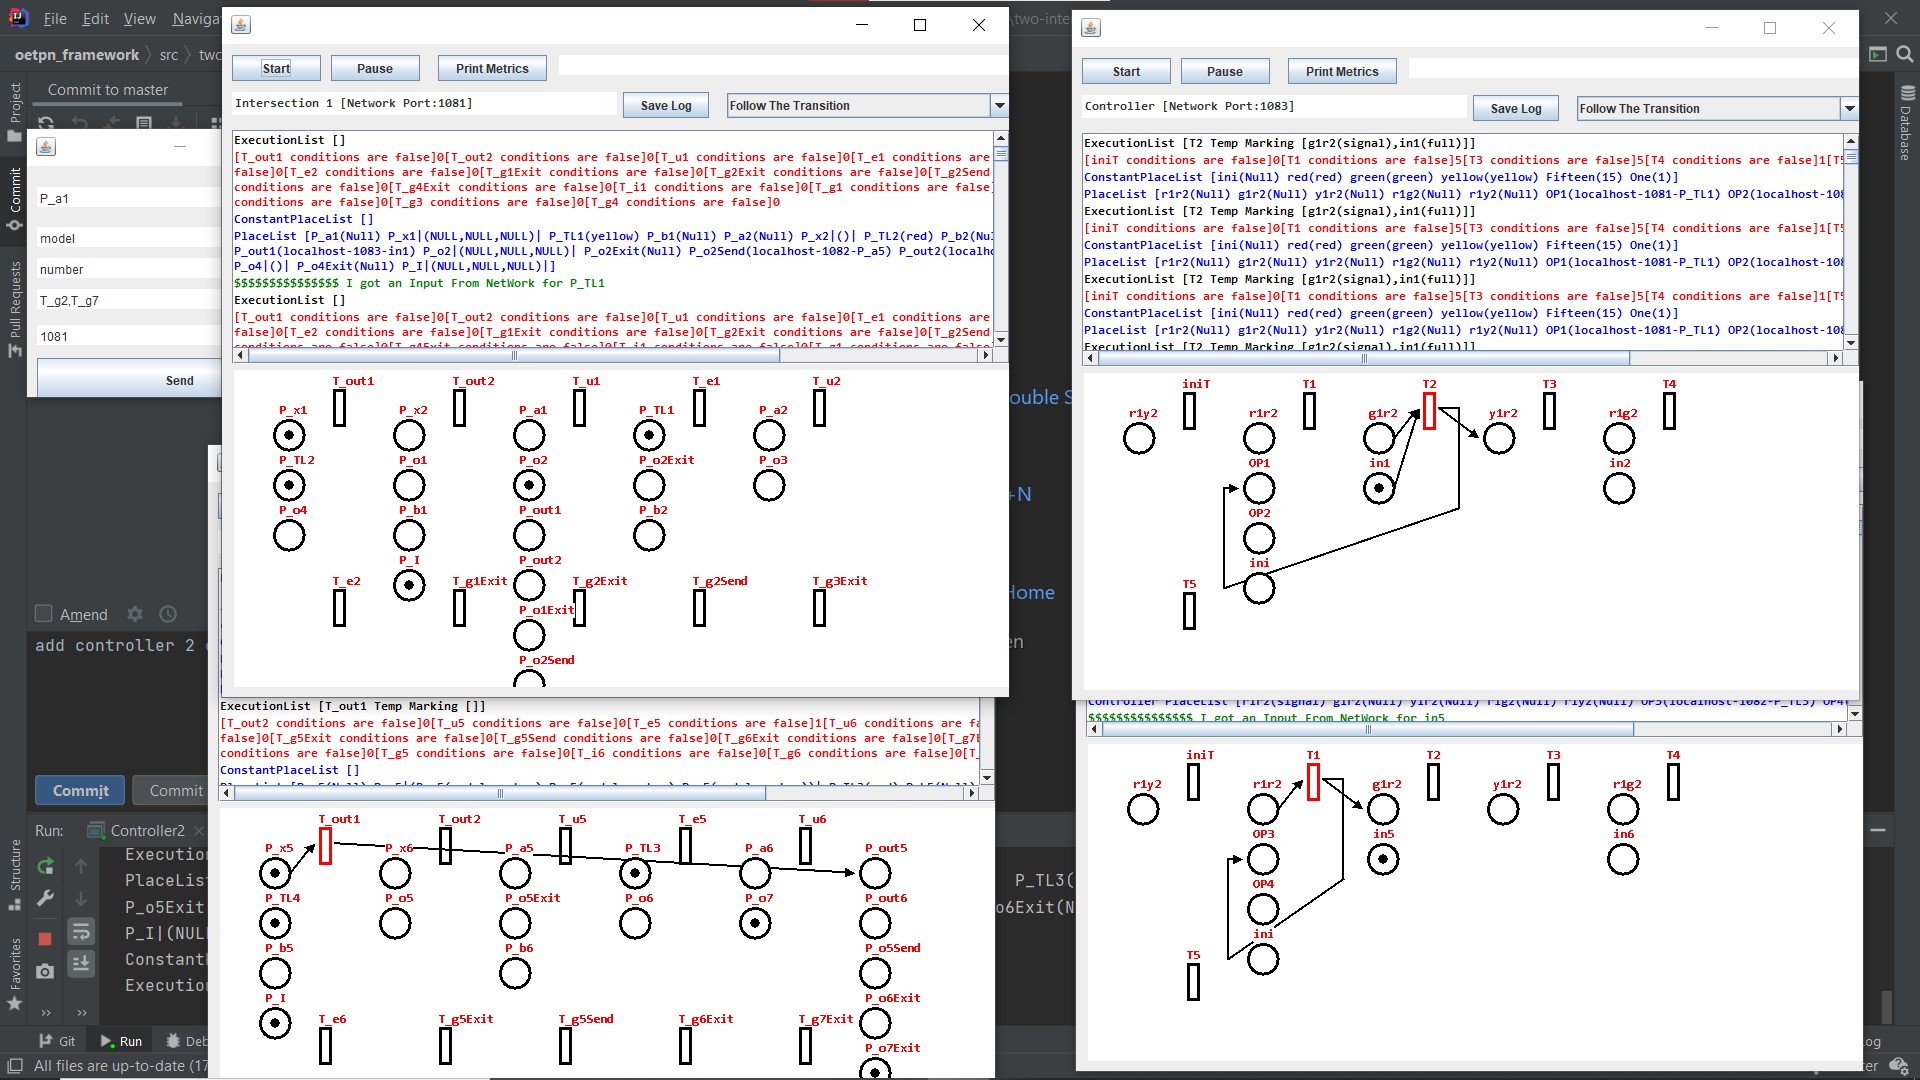 File Edit View Naviga
\two-inte
oetpn_framework src twc
Commit to master
Project
Commit
Pull Requests
Structure
Favorites
Database
P_a1
model
number
T_g2,T_g7
1081
Send
Start Pause Print Metrics
Intersection 1 [Network Port:1081] Save Log Follow The Transition
ExecutionList []
[T_out1 conditions are false]0[T_out2 conditions are false]0[T_u1 conditions are false]0[T_e1 conditions are
false]0[T_e2 conditions are false]0[T_g1Exit conditions are false]0[T_g2Exit conditions are false]0[T_g2Send
conditions are false]0[T_g4Exit conditions are false]0[T_i1 conditions are false]0[T_g1 conditions are false]
conditions are false]0[T_g3 conditions are false]0[T_g4 conditions are false]0
ConstantPlaceList []
PlaceList [P_a1(Null) P_x1|(NULL,NULL,NULL)| P_TL1(yellow) P_b1(Null) P_a2(Null) P_x2|()| P_TL2(red) P_b2(Nu
P_out1(localhost-1083-in1) P_o2|(NULL,NULL,NULL)| P_o2Exit(Null) P_o2Send(localhost-1082-P_a5) P_out2(localh
P_o4|()| P_o4Exit(Null) P_I|(NULL,NULL,NULL)|]
$$$$$$$$$$$$$$$ I got an Input From NetWork for P_TL1
ExecutionList []
[T_out1 conditions are false]0[T_out2 conditions are false]0[T_u1 conditions are false]0[T_e1 conditions are
false]0[T_e2 conditions are false]0[T_g1Exit conditions are false]0[T_g2Exit conditions are false]0[T_g2Send
T_out1 T_out2 T_u1 T_e1 T_u2
P_x1 P_x2 P_a1 P_TL1 P_a2
P_TL2 P_o1 P_o2 P_o2Exit P_o3
P_o4 P_b1 P_out1 P_b2
P_I P_out2
T_e2 T_g1Exit T_g2Exit T_g2Send T_g3Exit
P_o1Exit
P_o2Send
Start Pause Print Metrics
Controller [Network Port:1083] Save Log Follow The Transition
ExecutionList [T2 Temp Marking [g1r2(signal),in1(full)]]
[iniT conditions are false]0[T1 conditions are false]5[T3 conditions are false]5[T4 conditions are false]1[T5
ConstantPlaceList [ini(Null) red(red) green(green) yellow(yellow) Fifteen(15) One(1)]
PlaceList [r1r2(Null) g1r2(Null) y1r2(Null) r1g2(Null) r1y2(Null) OP1(localhost-1081-P_TL1) OP2(localhost-108
ExecutionList [T2 Temp Marking [g1r2(signal),in1(full)]]
[iniT conditions are false]0[T1 conditions are false]5[T3 conditions are false]5[T4 conditions are false]1[T5
ConstantPlaceList [ini(Null) red(red) green(green) yellow(yellow) Fifteen(15) One(1)]
PlaceList [r1r2(Null) g1r2(Null) y1r2(Null) r1g2(Null) r1y2(Null) OP1(localhost-1081-P_TL1) OP2(localhost-108
ExecutionList [T2 Temp Marking [g1r2(signal),in1(full)]]
[iniT conditions are false]0[T1 conditions are false]5[T3 conditions are false]5[T4 conditions are false]1[T5
ConstantPlaceList [ini(Null) red(red) green(green) yellow(yellow) Fifteen(15) One(1)]
PlaceList [r1r2(Null) g1r2(Null) y1r2(Null) r1g2(Null) r1y2(Null) OP1(localhost-1081-P_TL1) OP2(localhost-108
ExecutionList [T2 Temp Marking [g1r2(signal),in1(full)]]
iniT T1 T2 T3 T4
r1y2 r1r2 g1r2 y1r2 r1g2
OP1 in1 in2
OP2
ini
T5
ouble S
+N
Home
en
Amend
add controller 2
Commit Commit
ExecutionList [T_out1 Temp Marking []]
[T_out2 conditions are false]0[T_u5 conditions are false]0[T_e5 conditions are false]1[T_u6 conditions are fa
false]0[T_g5Exit conditions are false]0[T_g5Send conditions are false]0[T_g6Exit conditions are false]0[T_g7E
conditions are false]0[T_g5 conditions are false]0[T_i6 conditions are false]0[T_g6 conditions are false]0[T_
ConstantPlaceList []
T_out1 T_out2 T_u5 T_e5 T_u6
P_x5 P_x6 P_a5 P_TL3 P_a6 P_out5
P_TL4 P_o5 P_o5Exit P_o6 P_o7 P_out6
P_b5 P_b6 P_o5Send
P_I P_o6Exit
T_e6 T_g5Exit T_g5Send T_g6Exit T_g7Exit
P_o7Exit
Controller PlaceList [r1r2(signal) g1r2(Null) y1r2(Null) r1g2(Null) r1y2(Null) OP3(localhost-1082-P_TL3) OP4
$$$$$$$$$$$$$$$ I got an Input From NetWork for in5
iniT T1 T2 T3 T4
r1y2 r1r2 g1r2 y1r2 r1g2
OP3 in5 in6
OP4
ini
T5
Run: Controller2
Execution
PlaceList
P_o5Exit
P_I|(NULL
Constant
Execution
P_TL3(
o6Exit(N
Git Run Deb
og
All files are up-to-date (17
ter